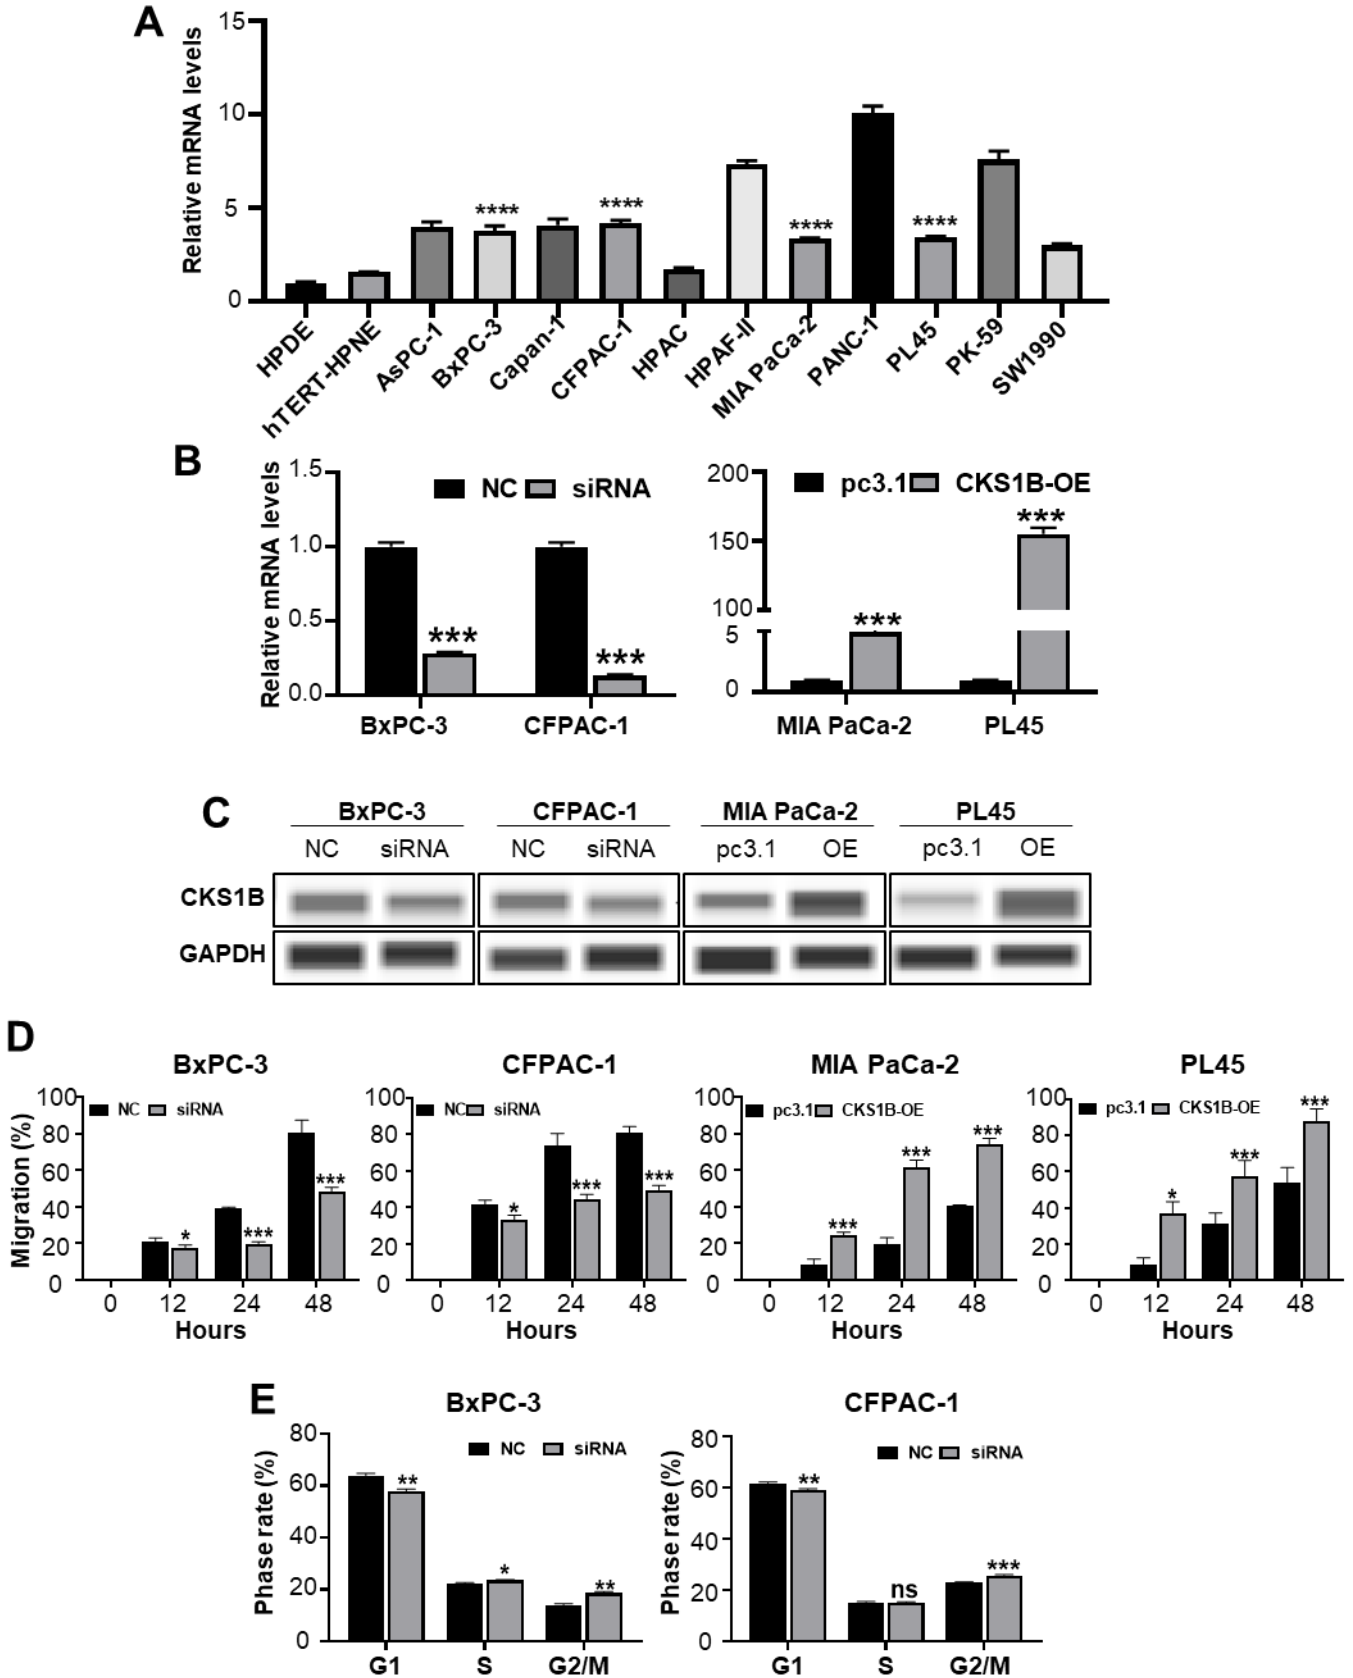 A
Relative mRNA levels
15
10
5
0
****
****
****
****
HPDE
hTERT-HPNE
AsPC-1
BxPC-3
Capan-1
CFPAC-1
HPAC
HPAF-II
MIA PaCa-2
PANC-1
PL45
PK-59
SW1990
B
Relative mRNA levels
1.5
1.0
0.5
0.0
NC siRNA
***
***
BxPC-3 CFPAC-1
200
150
100
5
0
pc3.1 CKS1B-OE
***
***
MIA PaCa-2 PL45
C
BxPC-3 CFPAC-1 MIA PaCa-2 PL45
NC siRNA NC siRNA pc3.1 OE pc3.1 OE
CKS1B
GAPDH
D
BxPC-3
Migration (%)
100
80
60
40
20
0
NC siRNA
*
***
***
0 12 24 48
Hours
CFPAC-1
100
80
60
40
20
0
NC siRNA
*
***
***
0 12 24 48
Hours
MIA PaCa-2
100
80
60
40
20
0
pc3.1 CKS1B-OE
***
***
***
0 12 24 48
Hours
PL45
100
80
60
40
20
0
pc3.1 CKS1B-OE
*
***
***
0 12 24 48
Hours
E
BxPC-3
Phase rate (%)
80
60
40
20
0
NC siRNA
**
*
**
G1 S G2/M
CFPAC-1
Phase rate (%)
80
60
40
20
0
NC siRNA
**
ns
***
G1 S G2/M